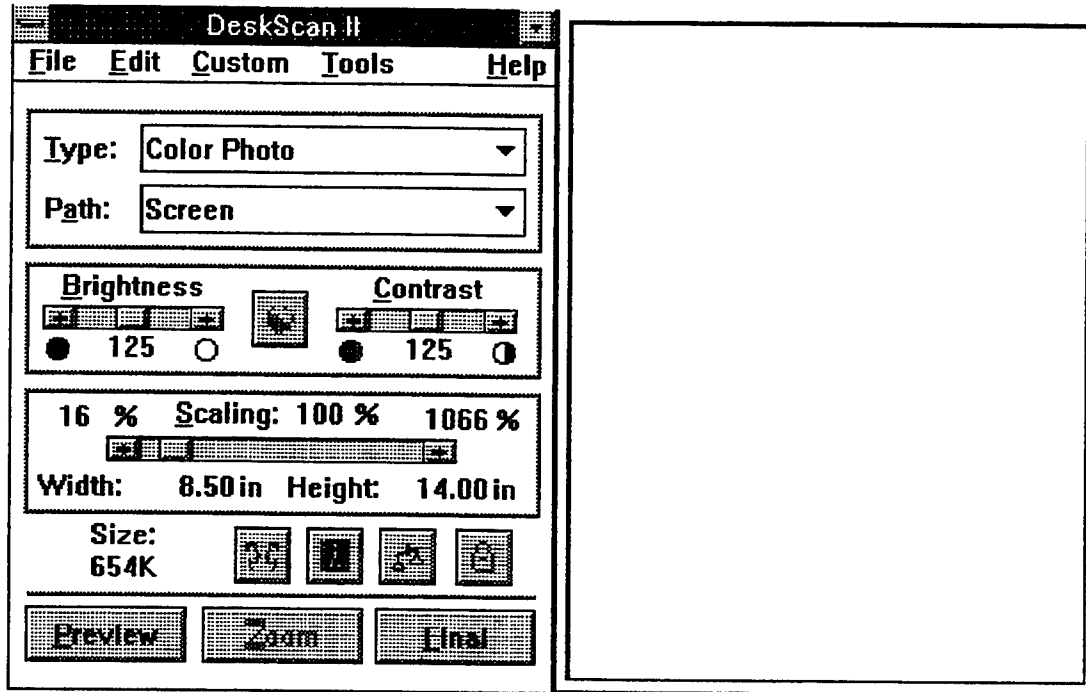 DeskScan II
File Edit Custom Tools Help
Type: Color Photo
Path: Screen
Brightness Contrast
125 125
16 % Scaling: 100 % 1066 %
Width: 8.50 in Height: 14.00 in
Size:
654K
Preview Zoom Final